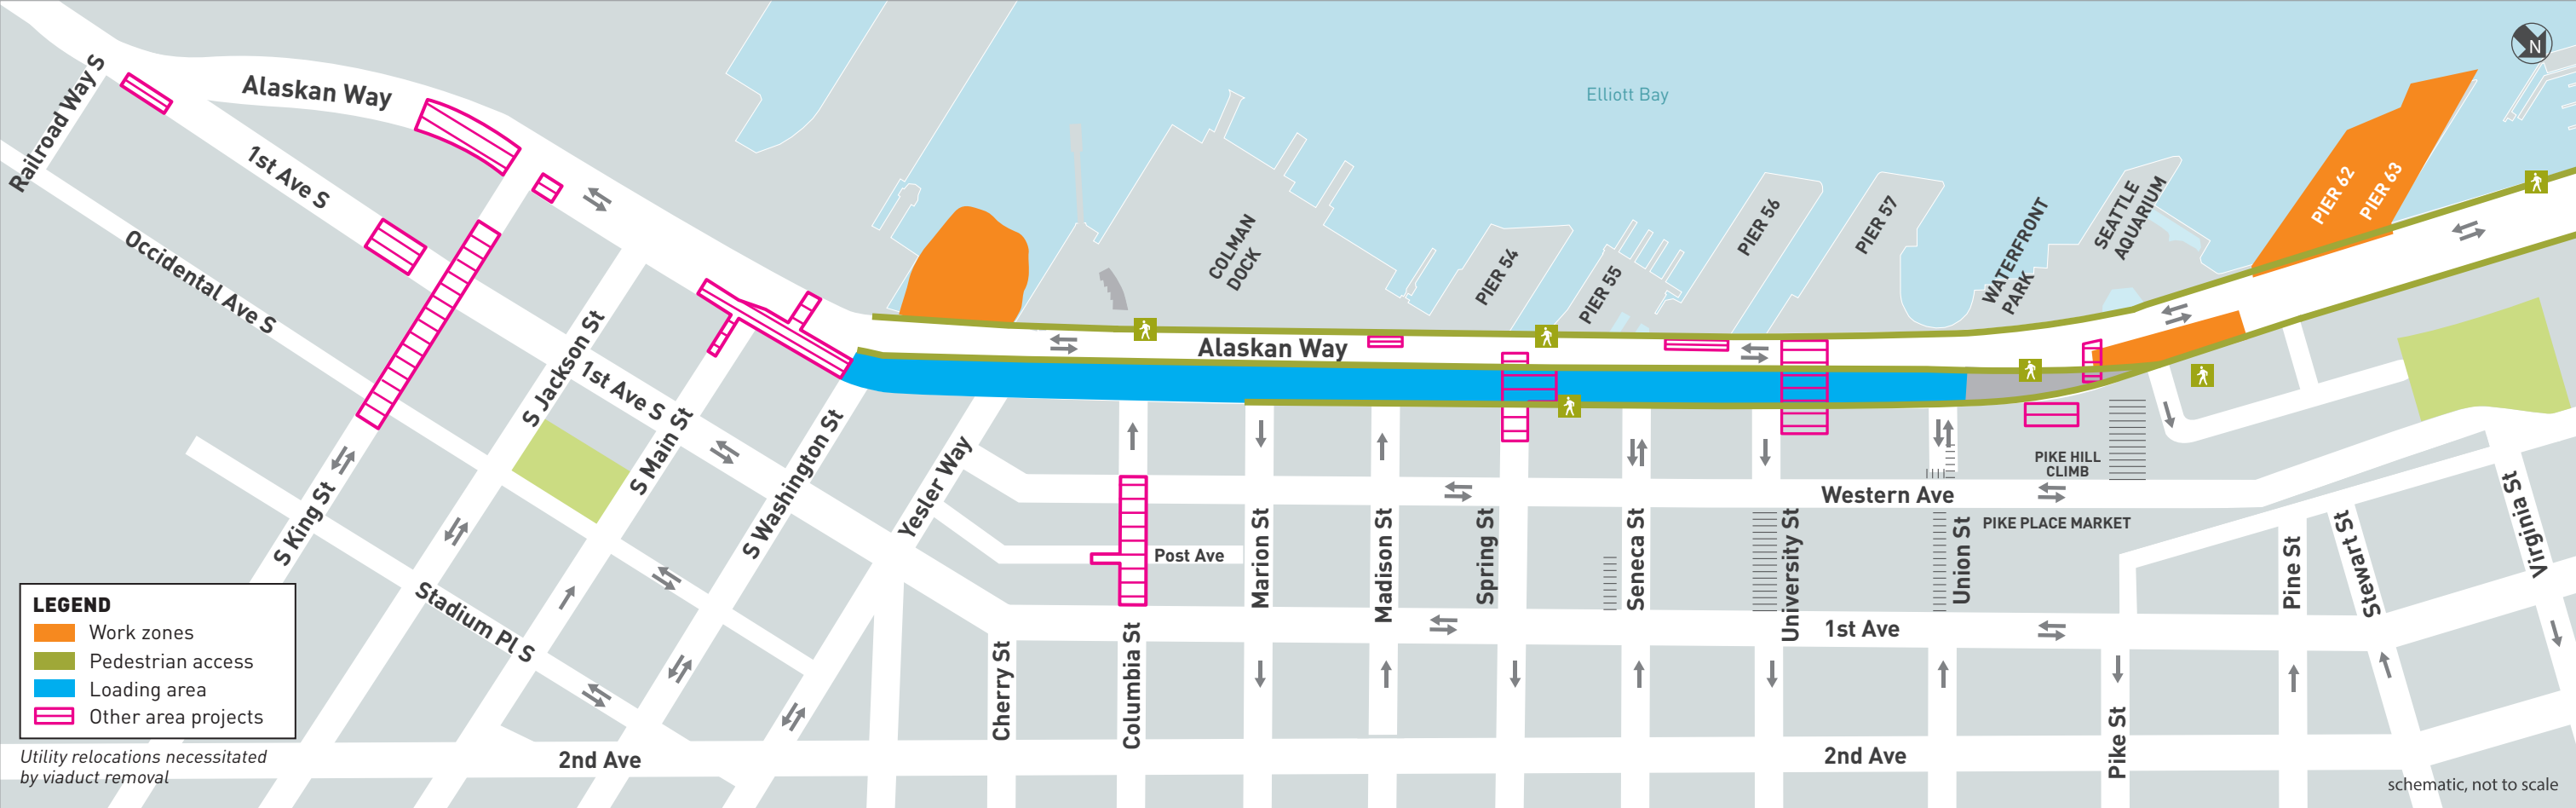 N
Elliott Bay
Railroad Way S
Alaskan Way
1st Ave S
Occidental Ave S
COLMAN
DOCK
PIER 54
PIER 55
PIER 56
PIER 57
WATERFRONT
PARK
SEATTLE
AQUARIUM
PIER 62
PIER 63
Alaskan Way
S King St
S Jackson St
1st Ave S
S Main St
S Washington St
Yesler Way
Stadium Pl S
Post Ave
Western Ave
PIKE HILL
CLIMB
PIKE PLACE MARKET
Cherry St
Columbia St
Marion St
Madison St
Spring St
Seneca St
University St
Union St
Pike St
Pine St
Stewart St
Virginia St
1st Ave
2nd Ave
2nd Ave
LEGEND
Work zones
Pedestrian access
Loading area
Other area projects
Utility relocations necessitated
by viaduct removal
schematic, not to scale